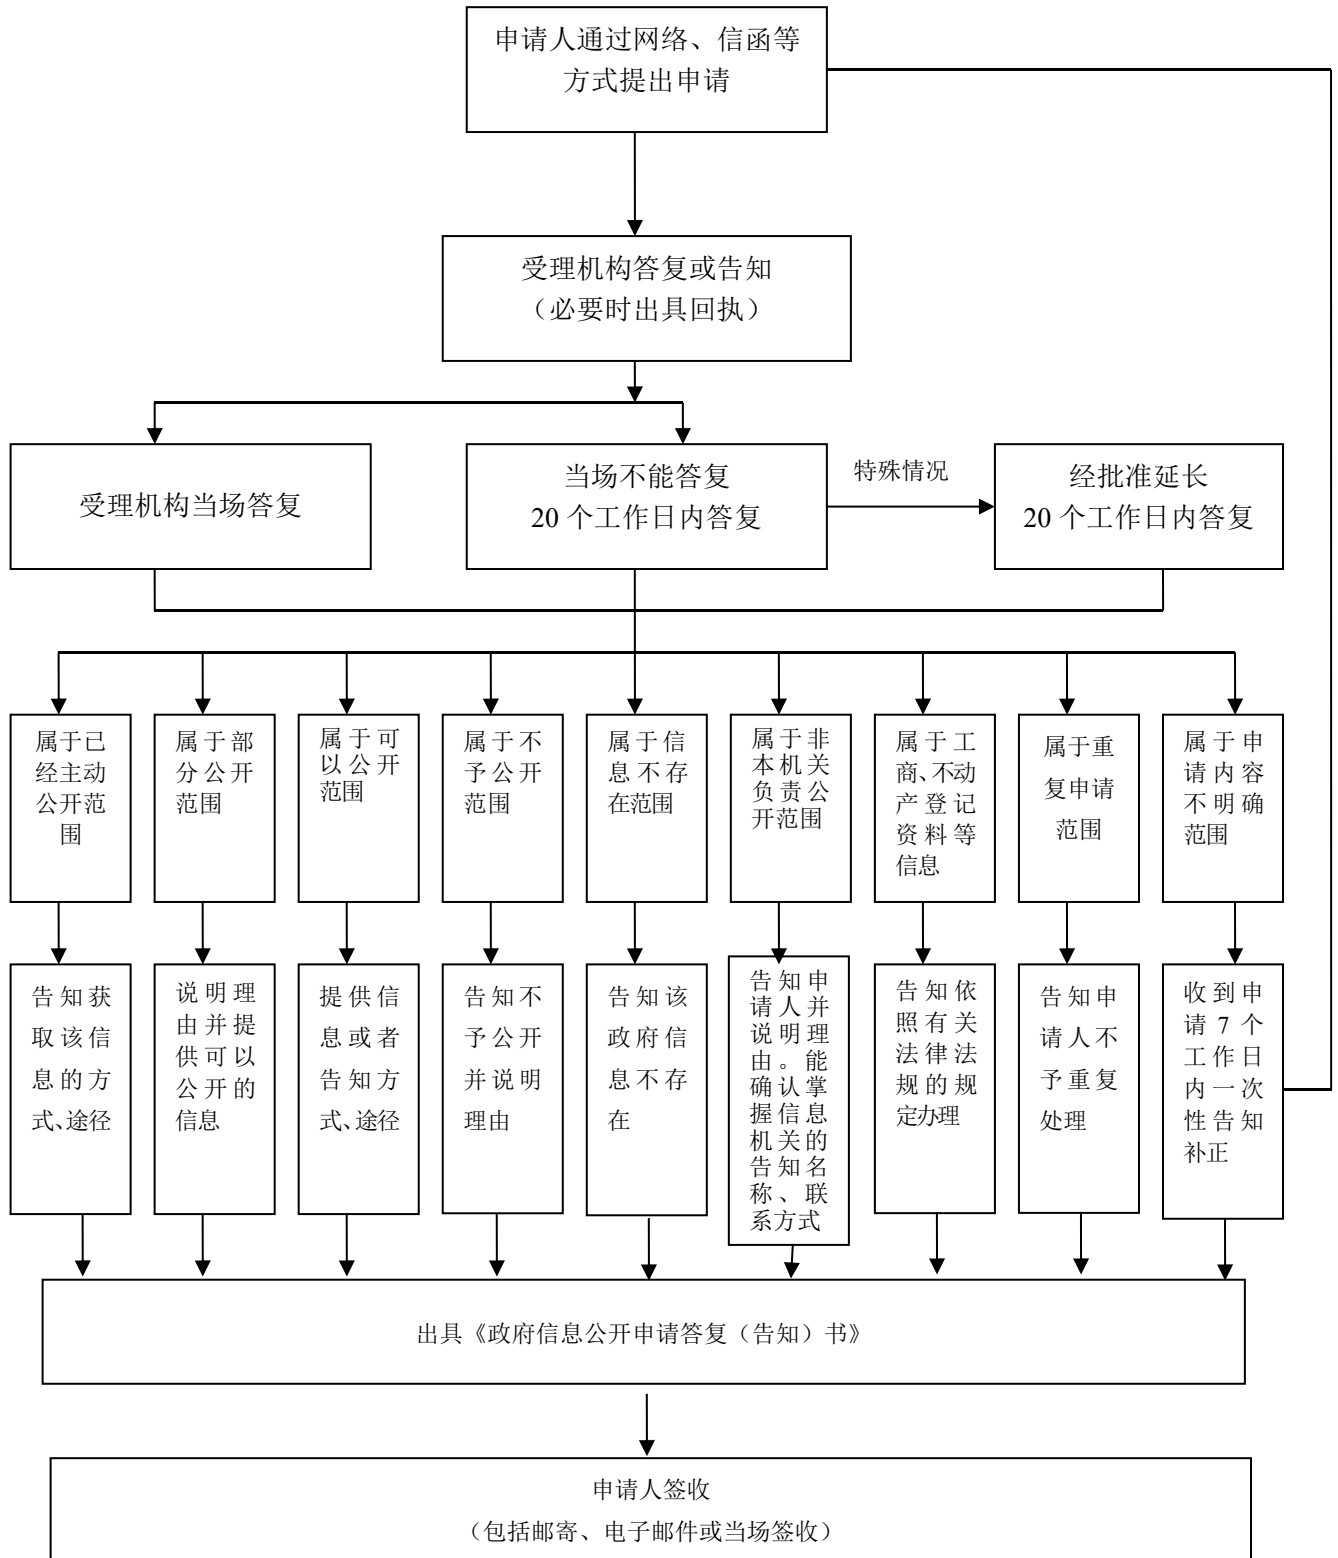 申请人通过网络、信函等
方式提出申请
受理机构答复或告知
（必要时出具回执）
受理机构当场答复
当场不能答复
20 个工作日内答复
特殊情况
经批准延长
20 个工作日内答复
属于已
经主动
公开范
围
属于部
分公开
范围
属于可
以公开
范围
属于不
予公开
范围
属于信
息不存
在范围
属于非
本机关
负责公
开范围
属于工
商、不动
产登记
资料等
信息
属于重
复申请
范围
属于申
请内容
不明确
范围
告知获
取该信
息的方
式、途径
说明理
由并提
供可以
公开的
信息
提供信
息或者
告知方
式、途径
告知不
予公开
并说明
理由
告知该
政府信
息不存
在
告知申
请人并
说明理
由。能
确认掌
握信息
机关的
告知名
称、联
系方式
告知依
照有关
法律法
规的规
定办理
告知申
请人不
予重复
处理
收到申
请 7 个
工作日
内一次
性告知
补正
出具《政府信息公开申请答复（告知）书》
申请人签收
（包括邮寄、电子邮件或当场签收）